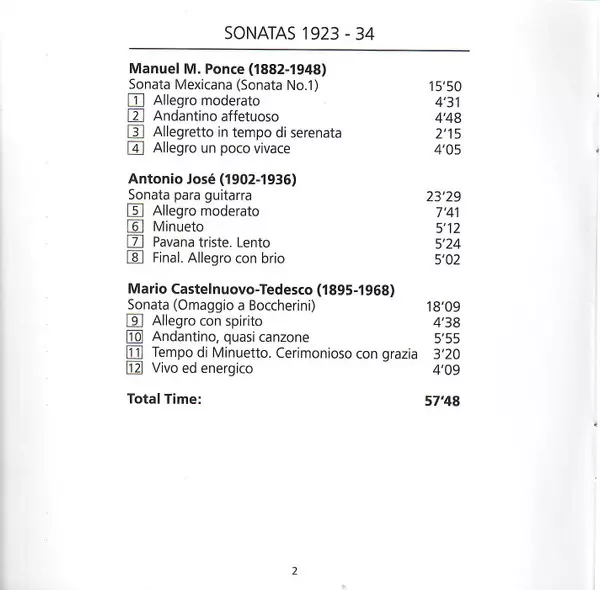 SONATAS 1923 - 34
Manuel M. Ponce (1882-1948)
Sonata Mexicana (Sonata No.1) 15'50
1 Allegro moderato 4'31
2 Andantino affetuoso 4'48
3 Allegretto in tempo di serenata 2'15
4 Allegro un poco vivace 4'05
Antonio José (1902-1936)
Sonata para guitarra 23'29
5 Allegro moderato 7'41
6 Minueto 5'12
7 Pavana triste. Lento 5'24
8 Final. Allegro con brio 5'02
Mario Castelnuovo-Tedesco (1895-1968)
Sonata (Omaggio a Boccherini) 18'09
9 Allegro con spirito 4'38
10 Andantino, quasi canzone 5'55
11 Tempo di Minuetto. Cerimonioso con grazia 3'20
12 Vivo ed energico 4'09
Total Time: 57'48
2